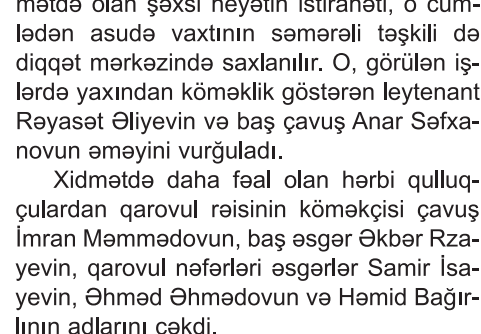 mətdə olan şəxsi heyətin istirahəti, o cüm-
lədən asudə vaxtının səmərəli təşkili də
diqqət mərkəzində saxlanılır. O, görülən iş-
lərdə yaxından köməklik göstərən leytenant
Rəyasət Əliyevin və baş çavuş Anar Səfxa-
novun əməyini vurğuladı.
Xidmətdə daha fəal olan hərbi qulluq-
çulardan qarovul rəisinin köməkçisi çavuş
İmran Məmmədovun, baş əsgər Əkbər Rza-
yevin, qarovul nəfərləri əsgərlər Samir İsa-
yevin, Əhməd Əhmədovun və Həmid Bağır-
lının adlarını çəkdi.